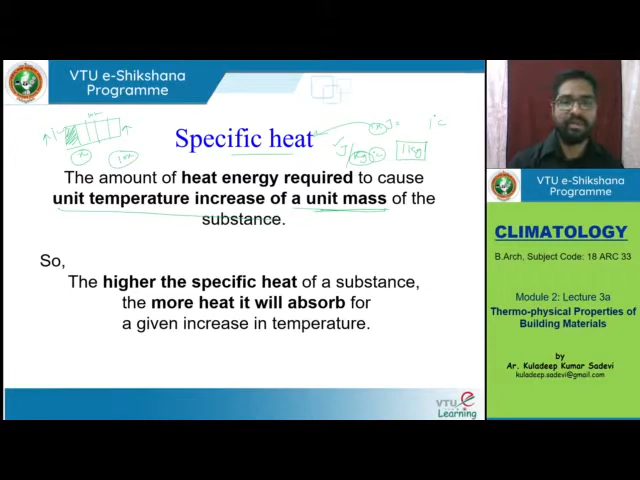 VTU e-Shikshana
Programme
Specific heat
J/kg °C
1 Kg
The amount of heat energy required to cause
unit temperature increase of a unit mass of the
substance.
So,
The higher the specific heat of a substance,
the more heat it will absorb for
a given increase in temperature.
VTU e
Learning
VTU e-Shikshana
Programme
CLIMATOLOGY
B.Arch, Subject Code: 18 ARC 33
Module 2: Lecture 3a
Thermo-physical Properties of
Building Materials
by
Ar. Kuladeep Kumar Sadevi
kuladeep.sadevi@gmail.com